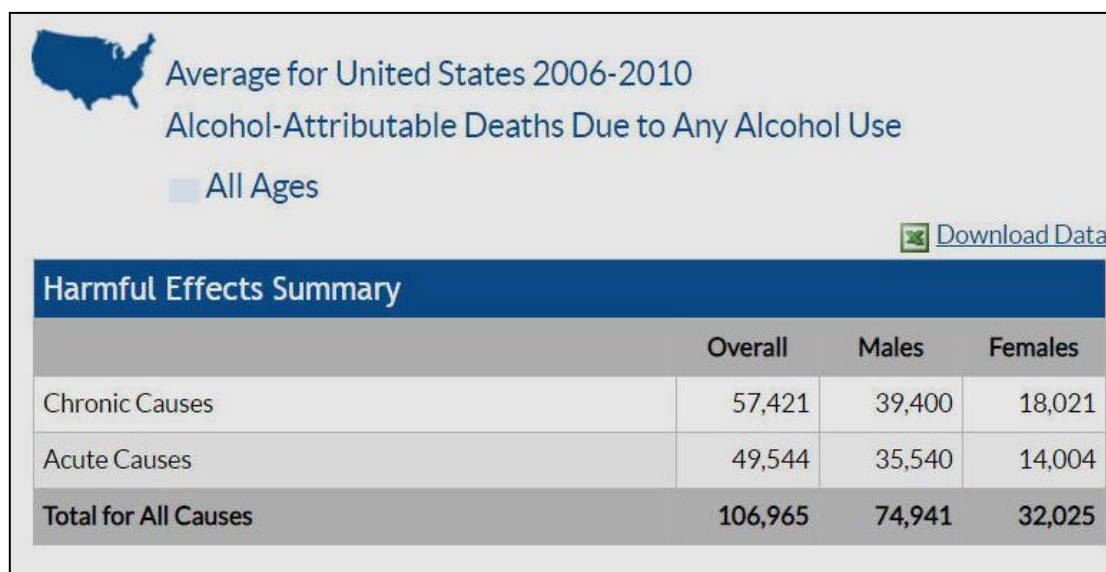 Average for United States 2006-2010
Alcohol-Attributable Deaths Due to Any Alcohol Use
All Ages
Download Data
Harmful Effects Summary
Overall Males Females
Chronic Causes 57,421 39,400 18,021
Acute Causes 49,544 35,540 14,004
Total for All Causes 106,965 74,941 32,025